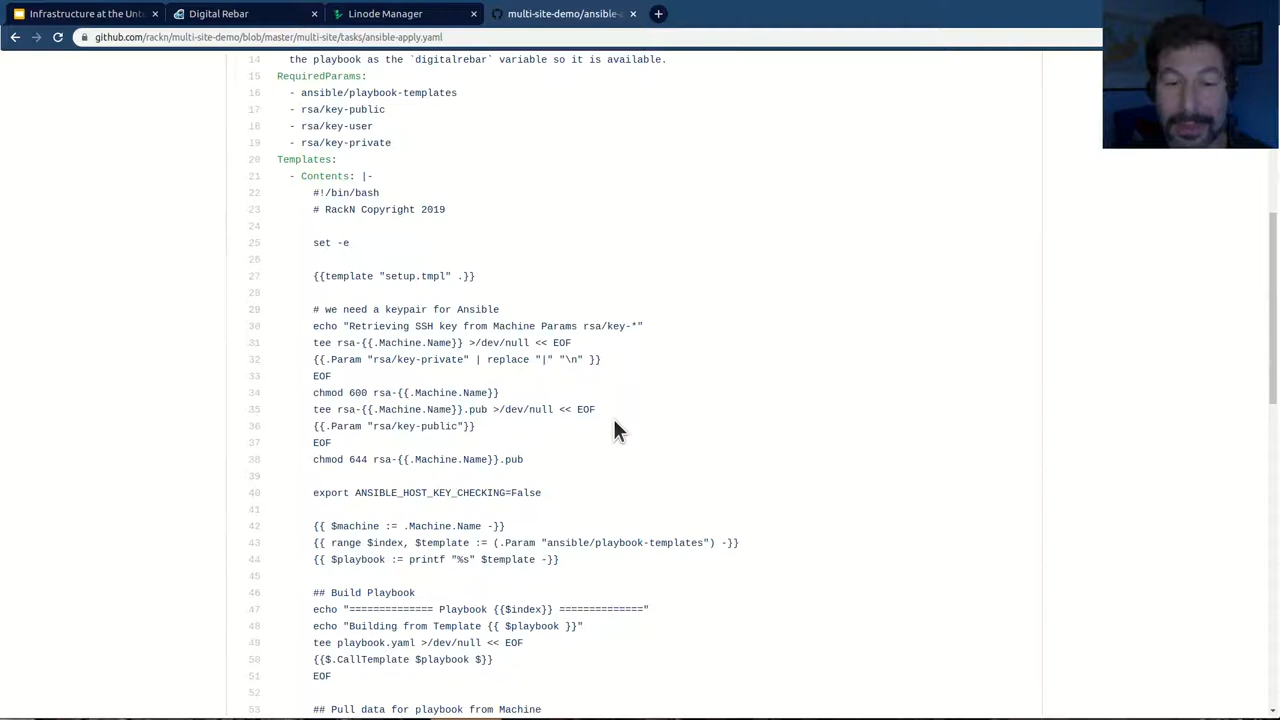 Infrastructure at the Unt
Digital Rebar
Linode Manager
multi-site-demo/ansible-a
github.com/rackn/multi-site-demo/blob/master/multi-site/tasks/ansible-apply.yaml
14 the playbook as the `digitalrebar` variable so it is available.
15 RequiredParams:
16 - ansible/playbook-templates
17 - rsa/key-public
18 - rsa/key-user
19 - rsa/key-private
20 Templates:
21 - Contents: |-
22 #!/bin/bash
23 # RackN Copyright 2019
24
25 set -e
26
27 {{template "setup.tmpl" .}}
28
29 # we need a keypair for Ansible
30 echo "Retrieving SSH key from Machine Params rsa/key-*"
31 tee rsa-{{.Machine.Name}} >/dev/null << EOF
32 {{.Param "rsa/key-private" | replace "|" "\n" }}
33 EOF
34 chmod 600 rsa-{{.Machine.Name}}
35 tee rsa-{{.Machine.Name}}.pub >/dev/null << EOF
36 {{.Param "rsa/key-public"}}
37 EOF
38 chmod 644 rsa-{{.Machine.Name}}.pub
39
40 export ANSIBLE_HOST_KEY_CHECKING=False
41
42 {{ $machine := .Machine.Name -}}
43 {{ range $index, $template := (.Param "ansible/playbook-templates") -}}
44 {{ $playbook := printf "%s" $template -}}
45
46 ## Build Playbook
47 echo "============== Playbook {{$index}} =============="
48 echo "Building from Template {{ $playbook }}"
49 tee playbook.yaml >/dev/null << EOF
50 {{$.CallTemplate $playbook $}}
51 EOF
52
53 ## Pull data for playbook from Machine